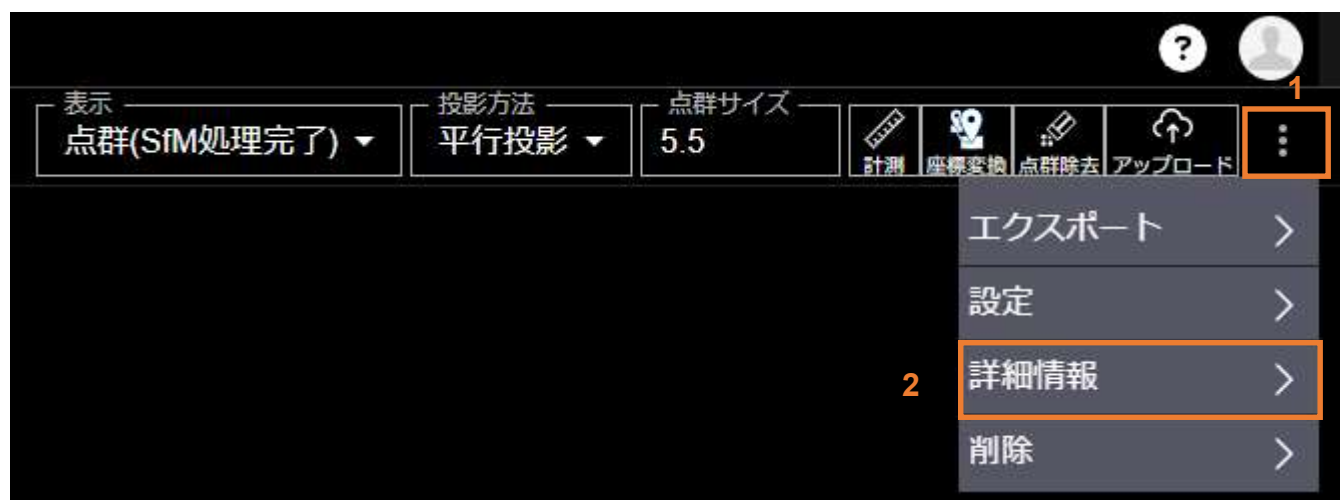 ?
1
表示
点群(SfM処理完了)
投影方法
平行投影
点群サイズ
5.5
計測
座標変換
点群除去
アップロード
エクスポート
設定
2
詳細情報
削除